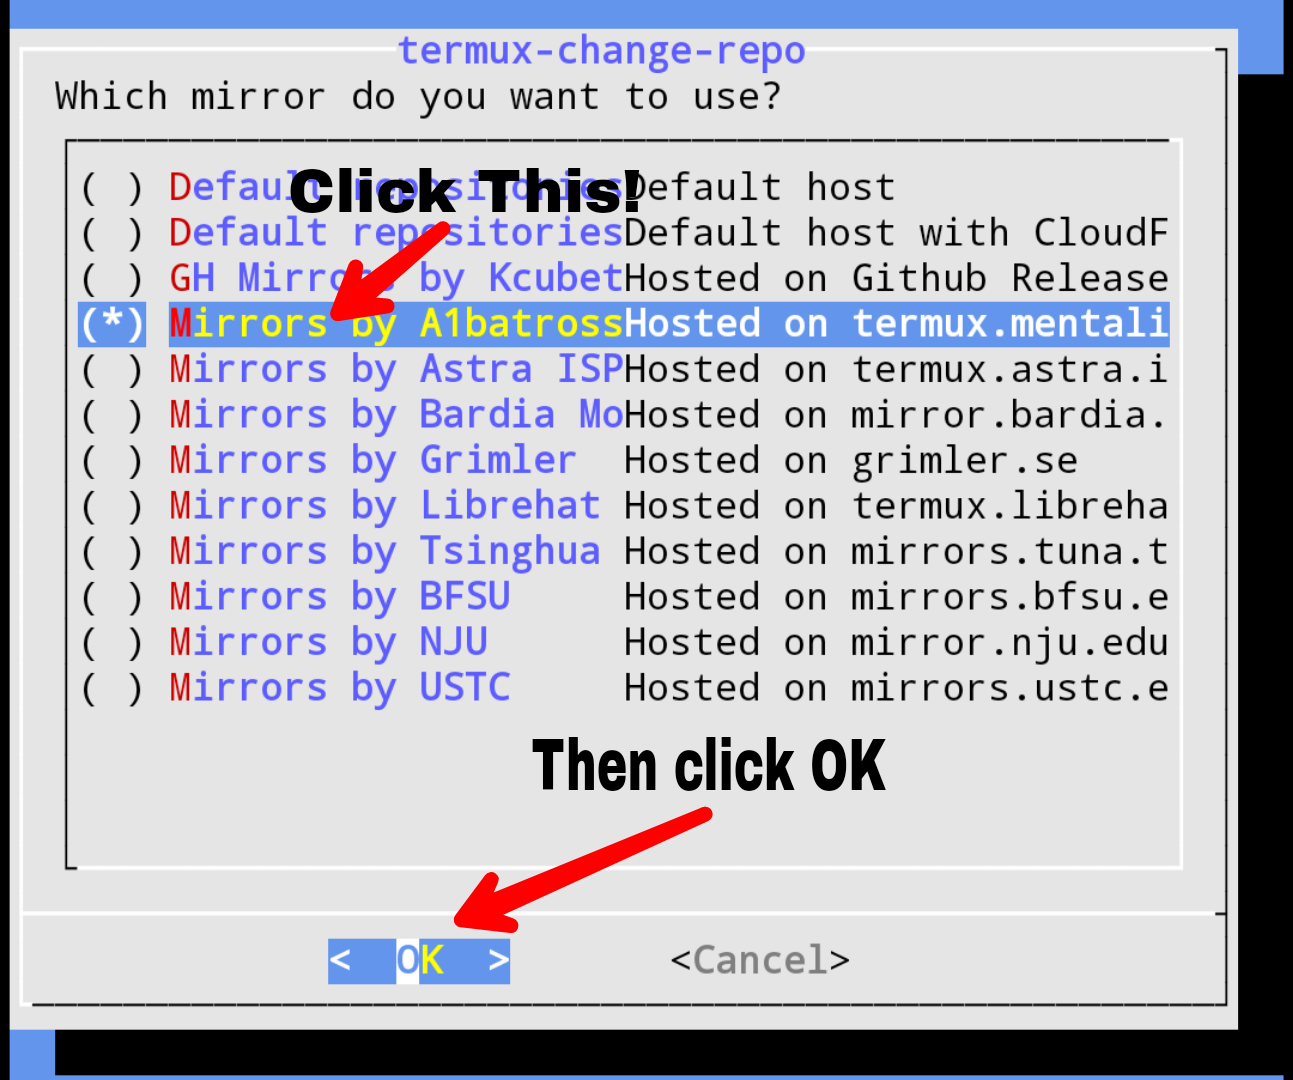 termux-change-repo
Which mirror do you want to use?
Click This!
( ) Default repositories Default host
( ) Default repositories Default host with CloudF
( ) GH Mirrors by Kcubet Hosted on Github Release
(*) Mirrors by A1batross Hosted on termux.mentali
( ) Mirrors by Astra ISP Hosted on termux.astra.i
( ) Mirrors by Bardia Mo Hosted on mirror.bardia.
( ) Mirrors by Grimler Hosted on grimler.se
( ) Mirrors by Librehat Hosted on termux.libreha
( ) Mirrors by Tsinghua Hosted on mirrors.tuna.t
( ) Mirrors by BFSU Hosted on mirrors.bfsu.e
( ) Mirrors by NJU Hosted on mirror.nju.edu
( ) Mirrors by USTC Hosted on mirrors.ustc.e
Then click OK
< OK > <Cancel>